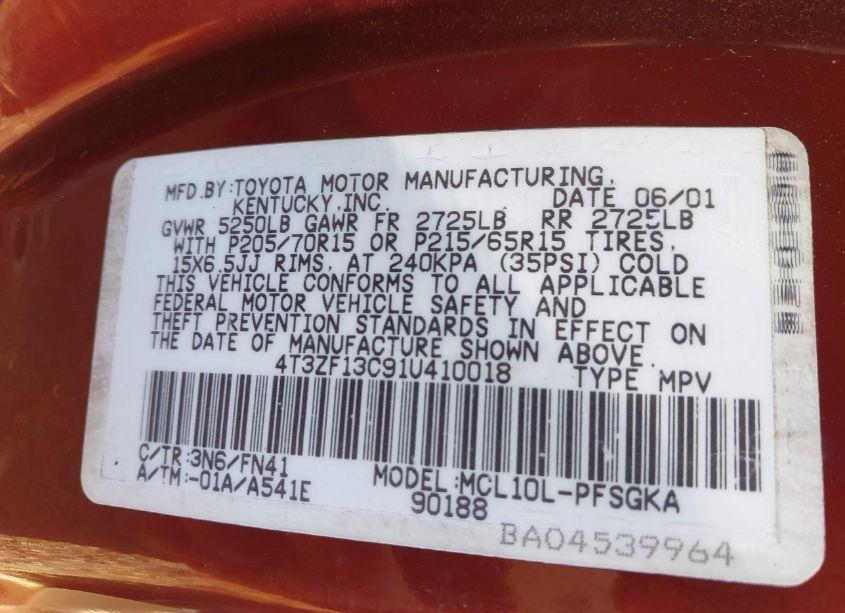 MFD.BY:TOYOTA MOTOR MANUFACTURING,
KENTUCKY,INC. DATE 06/01
GVWR 5250LB GAWR FR 2725LB RR 2725LB
WITH P205/70R15 OR P215/65R15 TIRES,
15X6.5JJ RIMS, AT 240KPA (35PSI) COLD
THIS VEHICLE CONFORMS TO ALL APPLICABLE
FEDERAL MOTOR VEHICLE SAFETY AND
THEFT PREVENTION STANDARDS IN EFFECT ON
THE DATE OF MANUFACTURE SHOWN ABOVE.
4T3ZF13C91U410018 TYPE MPV
C/TR:3N6/FN41
A/TM:-01A/A541E
MODEL:MCL10L-PFSGKA
90188
BA04539964